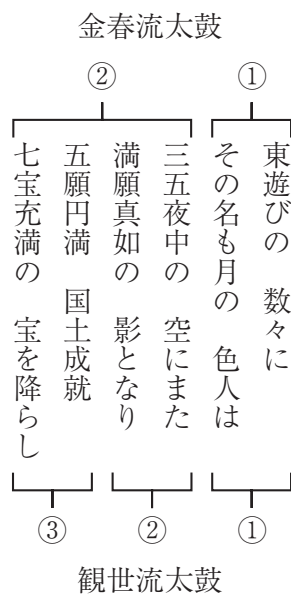 金春流太鼓
① 
②
東遊びの 数々に
その名も月の 色人は
三五夜中の 空にまた
満願真如の 影となり
五願円満 国土成就
七宝充満の 宝を降らし
①
②
③
観世流太鼓